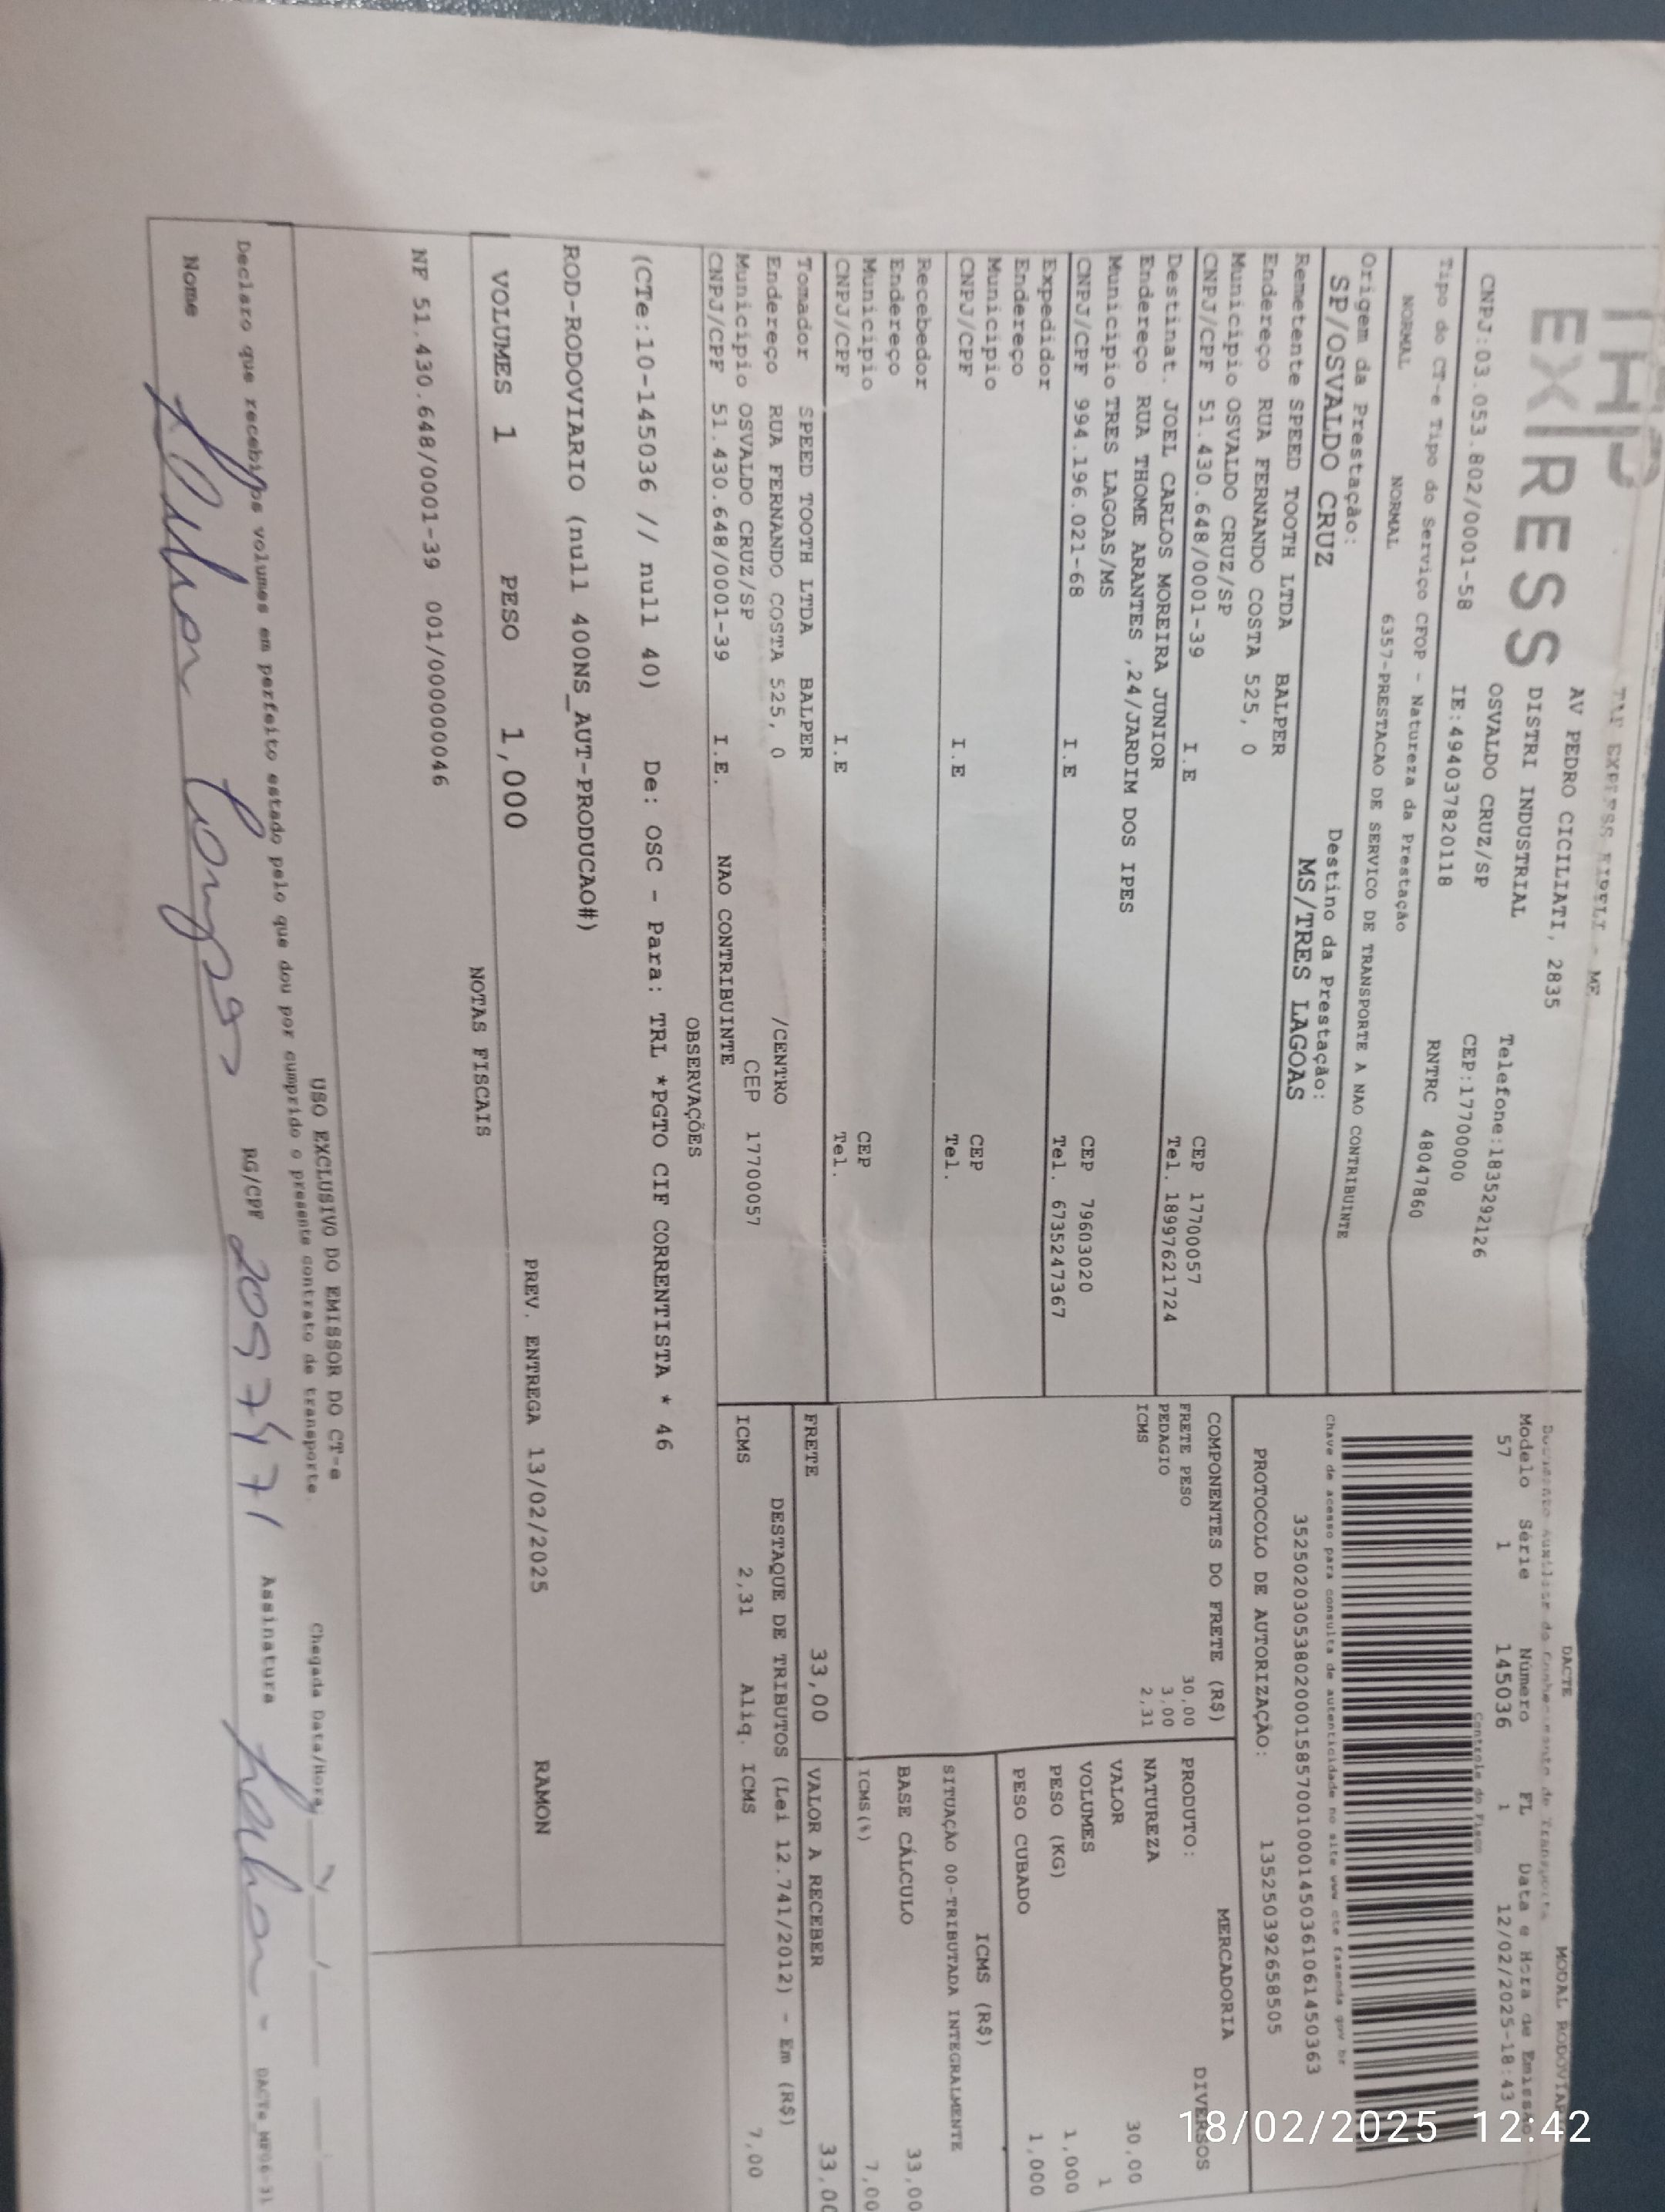 THP
EXPRESS
TAP EXPRESS EIRELI - ME
AV PEDRO CICILIATI, 2835
DISTRI INDUSTRIAL
Telefone:1835292126
OSVALDO CRUZ/SP
CEP:17700000
CNPJ:03.053.802/0001-58
IE:494037820118
RNTRC 48047860
DACTE
MODAL RODOVIAR
Documento Auxiliar do Conhecimento de Transporte
Modelo Série Número FL Data e Hora de Emissão
57 1 145036 1 12/02/2025-18:43
Controle do Fisco
Tipo do CT-e Tipo do Serviço CFOP - Natureza da Prestação
NORMAL NORMAL 6357-PRESTACAO DE SERVICO DE TRANSPORTE A NAO CONTRIBUINTE
Chave de acesso para consulta de autenticidade no site www cte fazenda gov br
35250203053802000158570010001450361061450363
PROTOCOLO DE AUTORIZAÇÃO: 135250392658505
Origem da Prestação:
SP/OSVALDO CRUZ
Destino da Prestação:
MS/TRES LAGOAS
Remetente SPEED TOOTH LTDA BALPER
Endereço RUA FERNANDO COSTA 525, 0
Municipio OSVALDO CRUZ/SP
CEP 17700057
CNPJ/CPF 51.430.648/0001-39 I.E
Tel. 18997621724
Destinat. JOEL CARLOS MOREIRA JUNIOR
Endereço RUA THOME ARANTES ,24/JARDIM DOS IPES
Municipio TRES LAGOAS/MS
CEP 79603020
CNPJ/CPF 994.196.021-68 I.E
Tel. 6735247367
Expedidor
Endereço
Municipio
CEP
CNPJ/CPF I.E
Tel.
Recebedor
Endereço
Municipio
CEP
CNPJ/CPF I.E
Tel.
Tomador SPEED TOOTH LTDA BALPER
Endereço RUA FERNANDO COSTA 525, 0 /CENTRO
Municipio OSVALDO CRUZ/SP CEP 17700057
CNPJ/CPF 51.430.648/0001-39 I.E. NAO CONTRIBUINTE
COMPONENTES DO FRETE (R$)
FRETE PESO 30,00
PEDAGIO 3,00
ICMS 2,31
MERCADORIA
PRODUTO: DIVERSOS
NATUREZA
VALOR 30,00
VOLUMES 1
PESO (KG) 1,000
PESO CUBADO 1,000
ICMS (R$)
SITUAÇÃO 00-TRIBUTADA INTEGRALMENTE
BASE CÁLCULO 33,00
ICMS(%) 7,00
FRETE 33,00
VALOR A RECEBER 33,00
DESTAQUE DE TRIBUTOS (Lei 12.741/2012) - Em (R$)
ICMS 2,31 Aliq. ICMS 7,00
OBSERVAÇÕES
(CTe:10-145036 // null 40) De: OSC - Para: TRL *PGTO CIF CORRENTISTA * 46
ROD-RODOVIARIO (null 400NS_AUT-PRODUCAO#)
VOLUMES 1 PESO 1,000
PREV. ENTREGA 13/02/2025 RAMON
NOTAS FISCAIS
NF 51.430.648/0001-39 001/000000046
USO EXCLUSIVO DO EMISSOR DO CT-e
Declaro que recebi os volumes em perfeito estado pelo que dou por cumprido o presente contrato de transporte.
Chegada Data/Hora
Nome
RG/CPF
Assinatura
18/02/2025 12:42